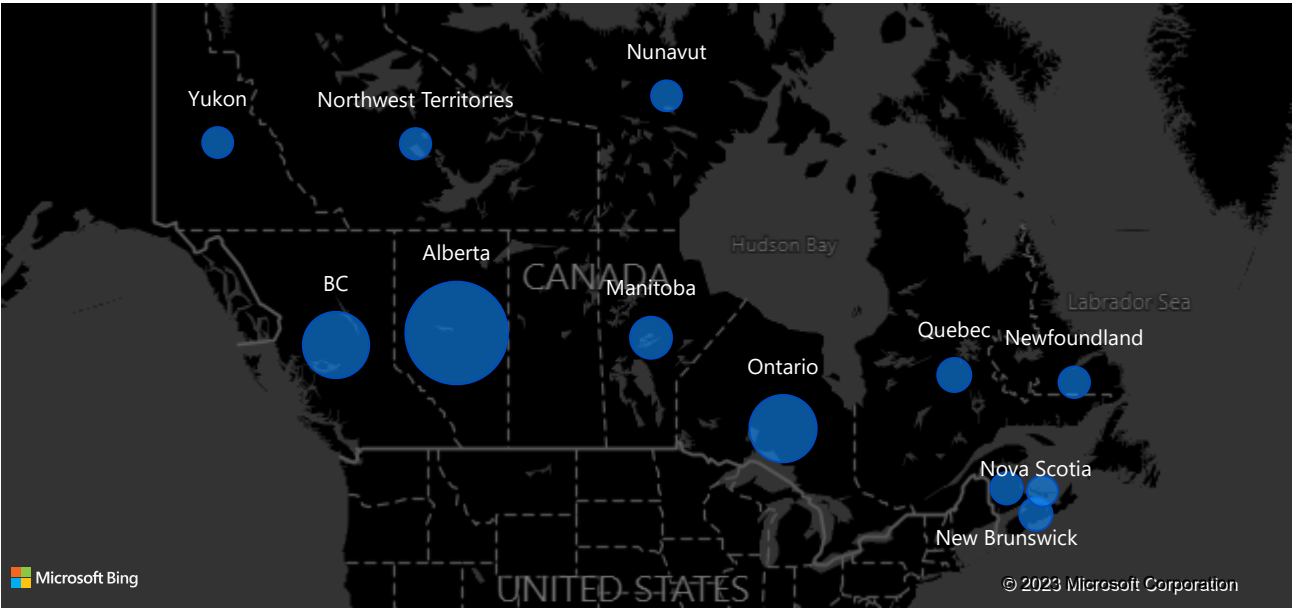 Nunavut
Yukon
Northwest Territories
Hudson Bay
Alberta
CANADA
BC
Manitoba
Labrador Sea
Quebec
Newfoundland
Ontario
Nova Scotia
New Brunswick
Microsoft Bing
UNITED STATES
© 2023 Microsoft Corporation